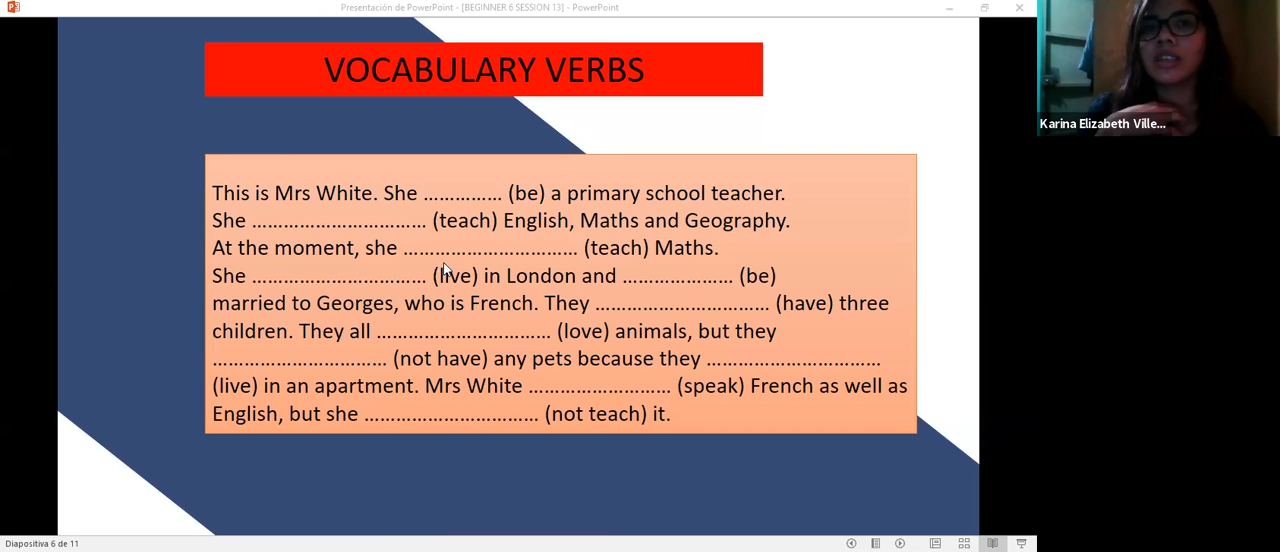 Presentación de PowerPoint - [BEGINNER 6 SESSION 13] - PowerPoint
VOCABULARY VERBS
Karina Elizabeth Ville...
This is Mrs White. She …………… (be) a primary school teacher.
She …………………………… (teach) English, Maths and Geography.
At the moment, she …………………………… (teach) Maths.
She …………………………… (live) in London and ………………… (be)
married to Georges, who is French. They …………………………… (have) three
children. They all …………………………… (love) animals, but they
…………………………… (not have) any pets because they ……………………………
(live) in an apartment. Mrs White ……………………… (speak) French as well as
English, but she …………………………… (not teach) it.
Diapositiva 6 de 11